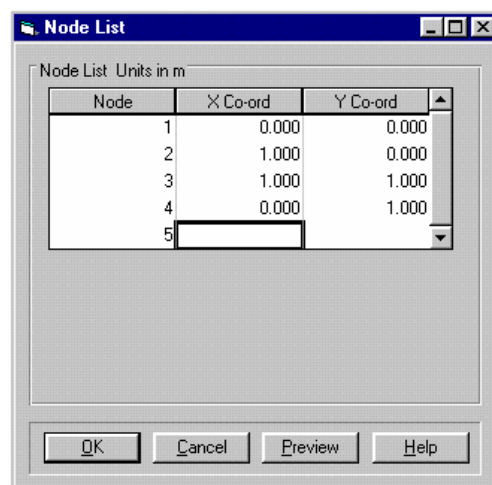 Node List
Node List Units in m
Node X Co-ord Y Co-ord
1 0.000 0.000
2 1.000 0.000
3 1.000 1.000
4 0.000 1.000
5
OK Cancel Preview Help